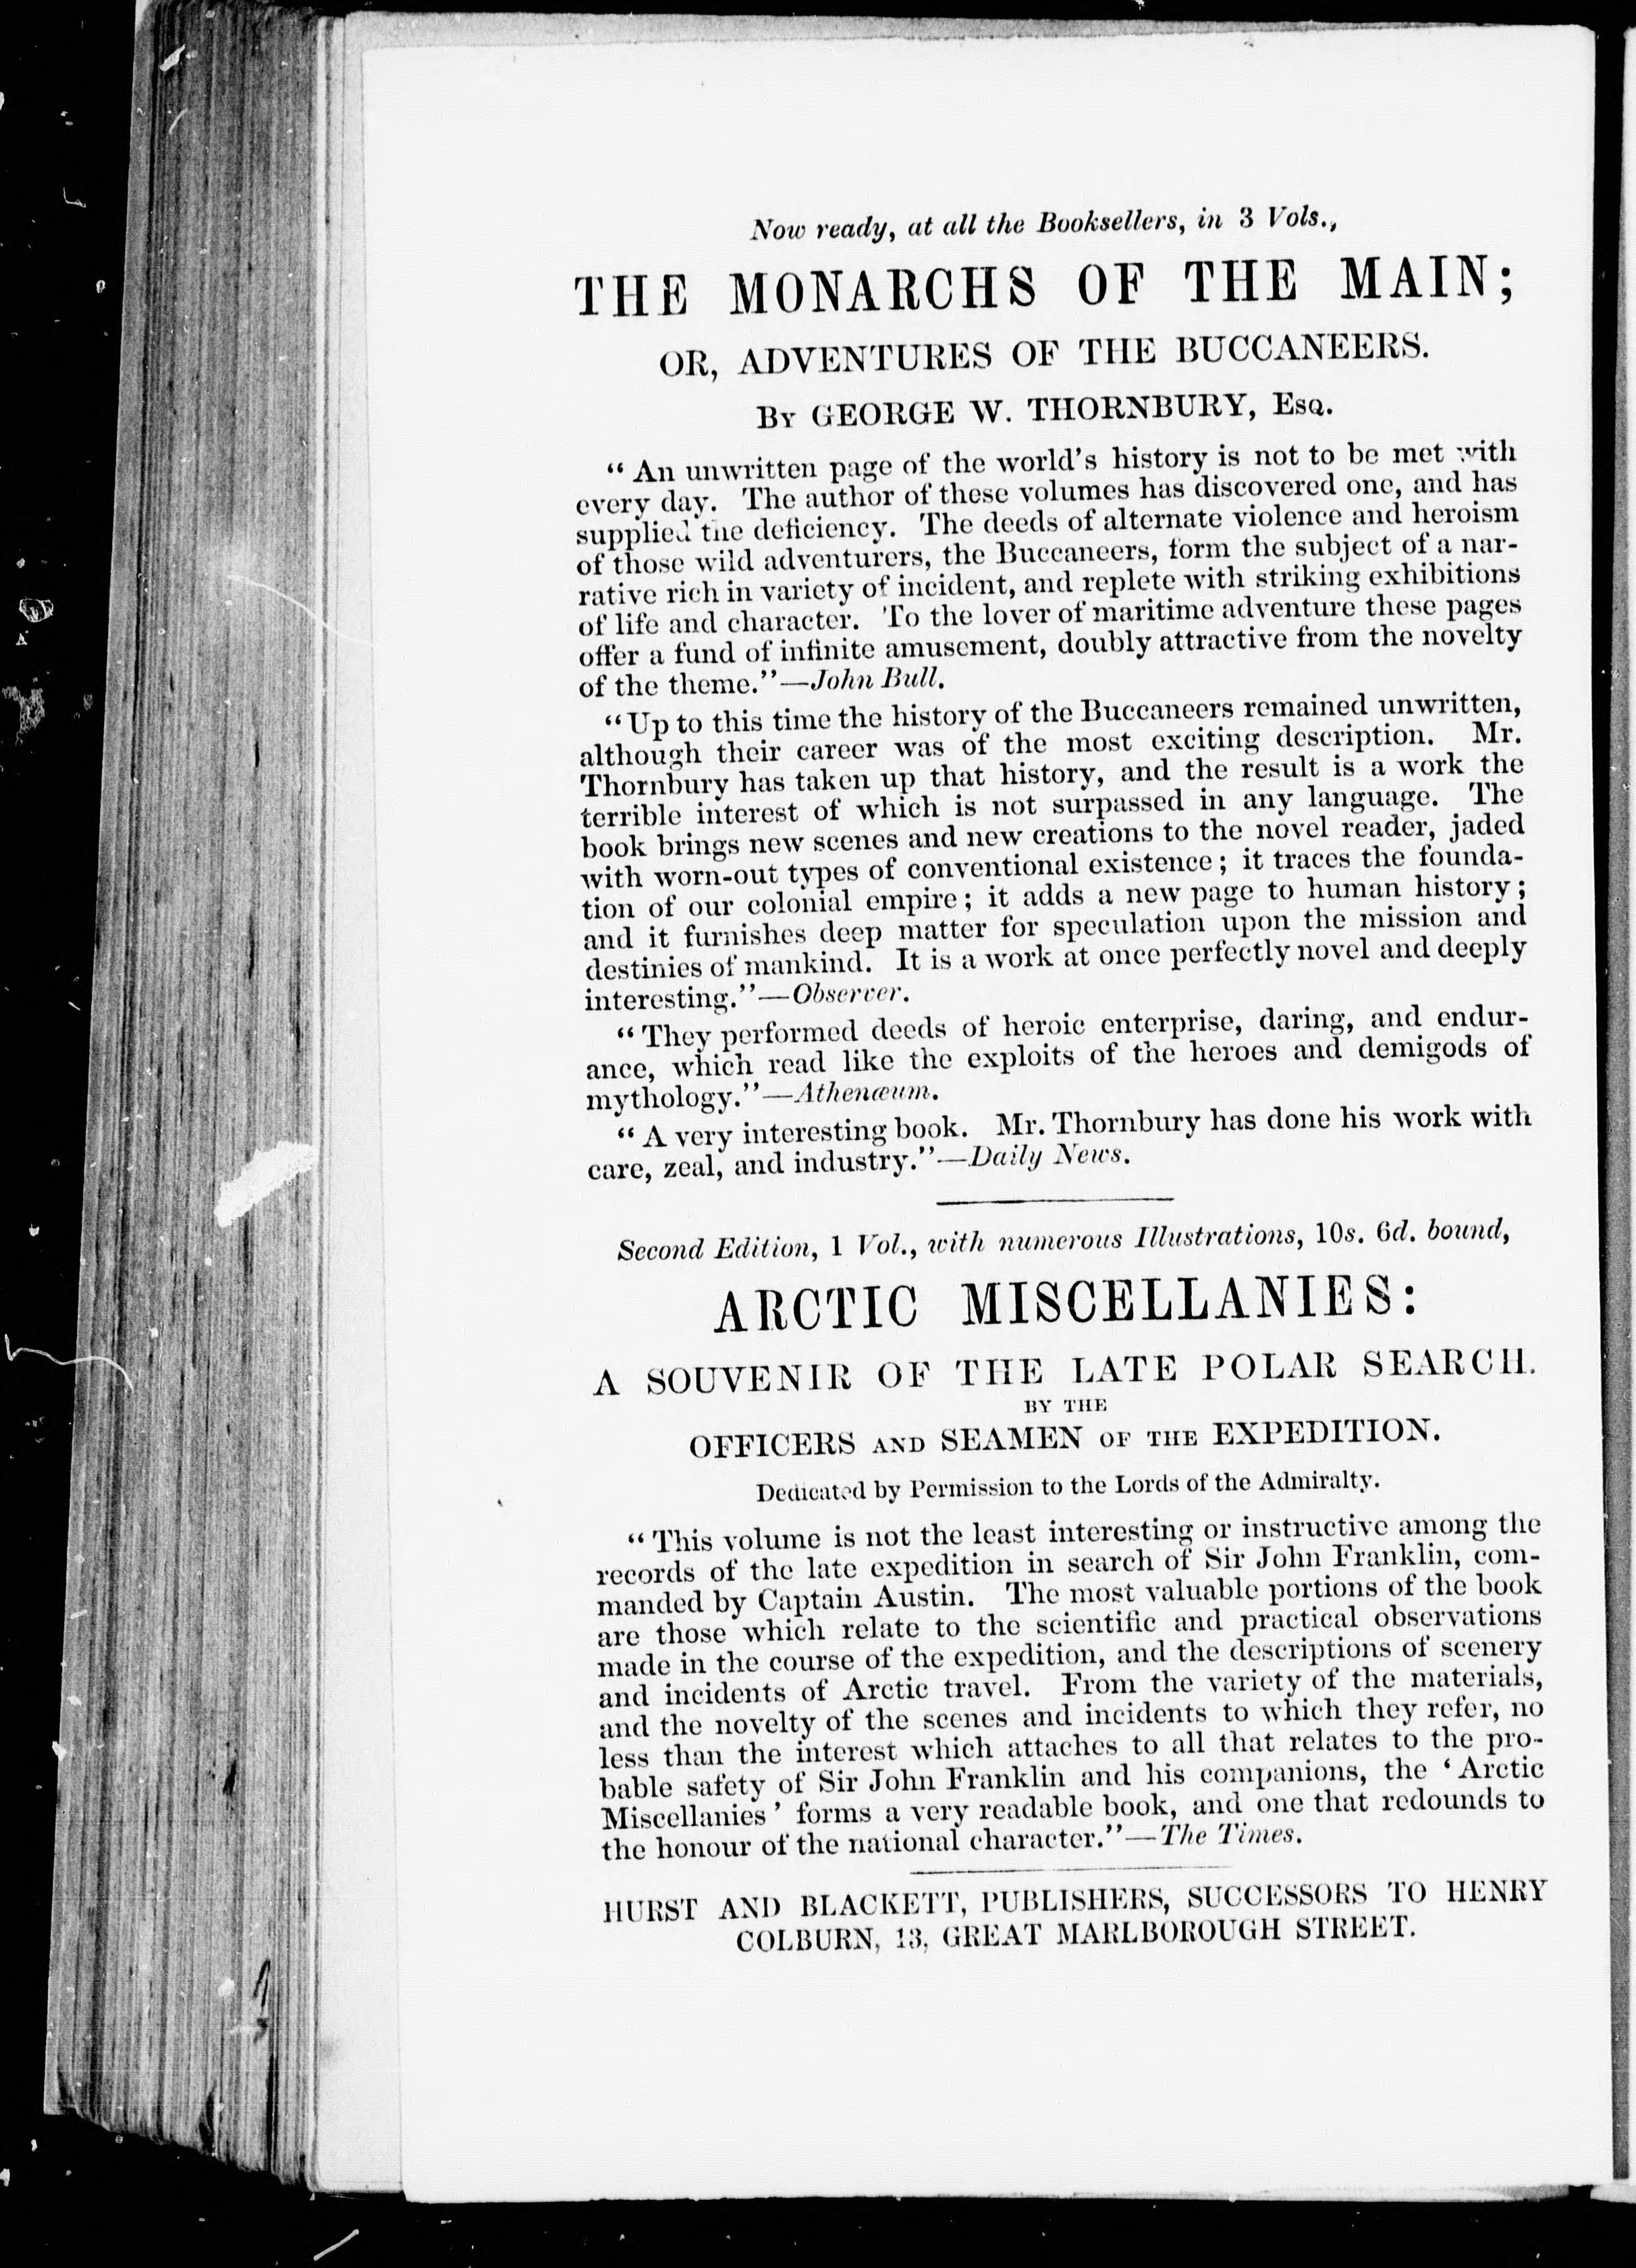 Now ready, at all the Booksellers, in 3 Vols.,
THE MONARCHS OF THE MAIN;
OR, ADVENTURES OF THE BUCCANEERS.
BY GEORGE W. THORNBURY, ESQ.
“An unwritten page of the world’s history is not to be met with
every day. The author of these volumes has discovered one, and has
supplied the deficiency. The deeds of alternate violence and heroism
of those wild adventurers, the Buccaneers, form the subject of a nar-
rative rich in variety of incident, and replete with striking exhibitions
of life and character. To the lover of maritime adventure these pages
offer a fund of infinite amusement, doubly attractive from the novelty
of the theme.”—John Bull.
“Up to this time the history of the Buccaneers remained unwritten,
although their career was of the most exciting description. Mr.
Thornbury has taken up that history, and the result is a work the
terrible interest of which is not surpassed in any language. The
book brings new scenes and new creations to the novel reader, jaded
with worn-out types of conventional existence; it traces the founda-
tion of our colonial empire; it adds a new page to human history;
and it furnishes deep matter for speculation upon the mission and
destinies of mankind. It is a work at once perfectly novel and deeply
interesting.”—Observer.
“They performed deeds of heroic enterprise, daring, and endur-
ance, which read like the exploits of the heroes and demigods of
mythology.”—Athenæum.
“A very interesting book. Mr. Thornbury has done his work with
care, zeal, and industry.”—Daily News.
Second Edition, 1 Vol., with numerous Illustrations, 10s. 6d. bound,
ARCTIC MISCELLANIES:
A SOUVENIR OF THE LATE POLAR SEARCH.
BY THE
OFFICERS AND SEAMEN OF THE EXPEDITION.
Dedicated by Permission to the Lords of the Admiralty.
“This volume is not the least interesting or instructive among the
records of the late expedition in search of Sir John Franklin, com-
manded by Captain Austin. The most valuable portions of the book
are those which relate to the scientific and practical observations
made in the course of the expedition, and the descriptions of scenery
and incidents of Arctic travel. From the variety of the materials,
and the novelty of the scenes and incidents to which they refer, no
less than the interest which attaches to all that relates to the pro-
bable safety of Sir John Franklin and his companions, the ‘Arctic
Miscellanies’ forms a very readable book, and one that redounds to
the honour of the national character.”—The Times.
HURST AND BLACKETT, PUBLISHERS, SUCCESSORS TO HENRY
COLBURN, 13, GREAT MARLBOROUGH STREET.